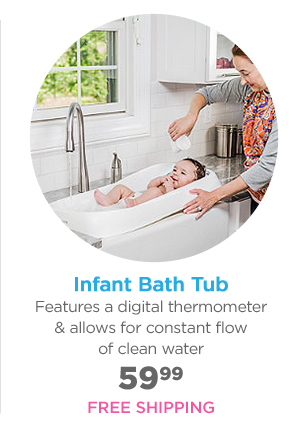 Infant Bath Tub
Features a digital thermometer
& allows for constant flow
of clean water
59⁹⁹
FREE SHIPPING